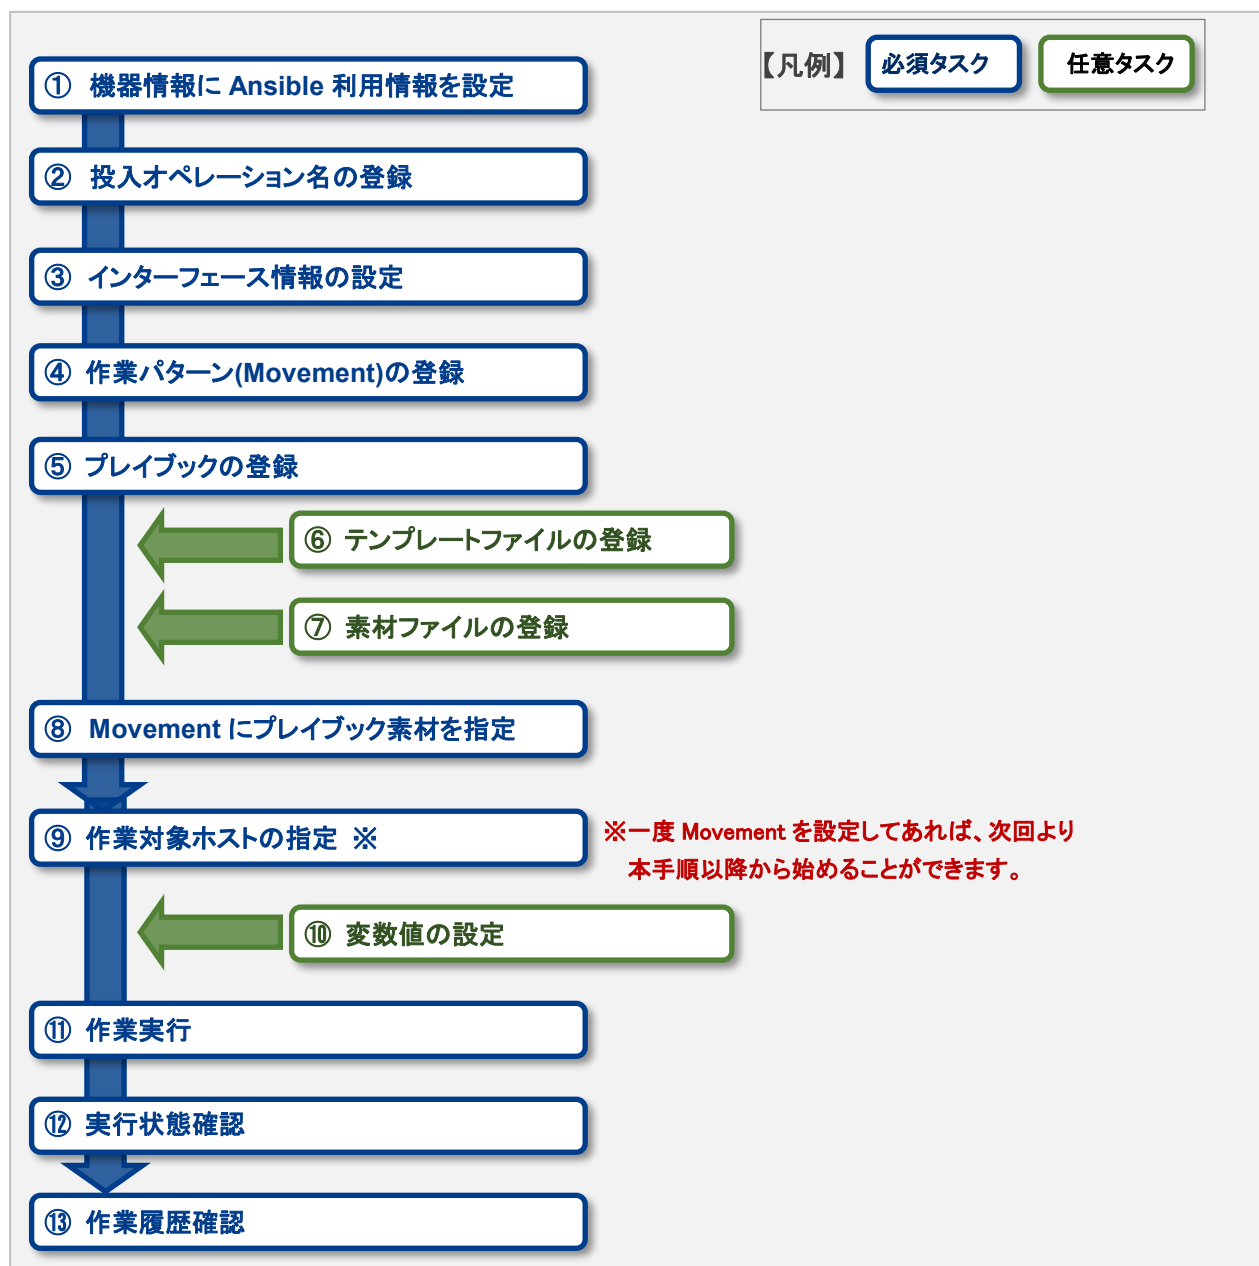 【凡例】 必須タスク 任意タスク
① 機器情報に Ansible 利用情報を設定
② 投入オペレーション名の登録
③ インターフェース情報の設定
④ 作業パターン(Movement)の登録
⑤ プレイブックの登録
⑥ テンプレートファイルの登録
⑦ 素材ファイルの登録
⑧ Movement にプレイブック素材を指定
⑨ 作業対象ホストの指定 ※
※一度 Movement を設定してあれば、次回より
本手順以降から始めることができます。
⑩ 変数値の設定
⑪ 作業実行
⑫ 実行状態確認
⑬ 作業履歴確認